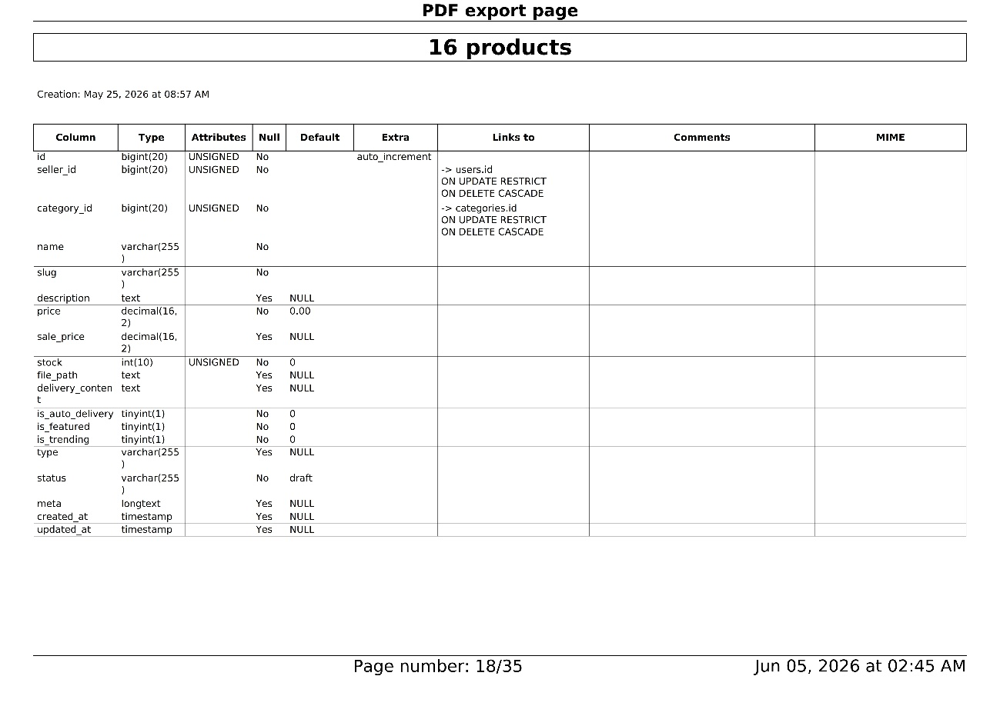 PDF export page
16 products
Creation: May 25, 2026 at 08:57 AM
Column Type Attributes Null Default Extra Links to Comments MIME
id bigint(20) UNSIGNED No auto_increment
seller_id bigint(20) UNSIGNED No -> users.id
ON UPDATE RESTRICT
ON DELETE CASCADE
category_id bigint(20) UNSIGNED No -> categories.id
ON UPDATE RESTRICT
ON DELETE CASCADE
name varchar(255 No
)
slug varchar(255 No
)
description text Yes NULL
price decimal(16, No 0.00
2)
sale_price decimal(16, Yes NULL
2)
stock int(10) UNSIGNED No 0
file_path text Yes NULL
delivery_conten text Yes NULL
t
is_auto_delivery tinyint(1) No 0
is_featured tinyint(1) No 0
is_trending tinyint(1) No 0
type varchar(255 Yes NULL
)
status varchar(255 No draft
)
meta longtext Yes NULL
created_at timestamp Yes NULL
updated_at timestamp Yes NULL
Page number: 18/35 Jun 05, 2026 at 02:45 AM